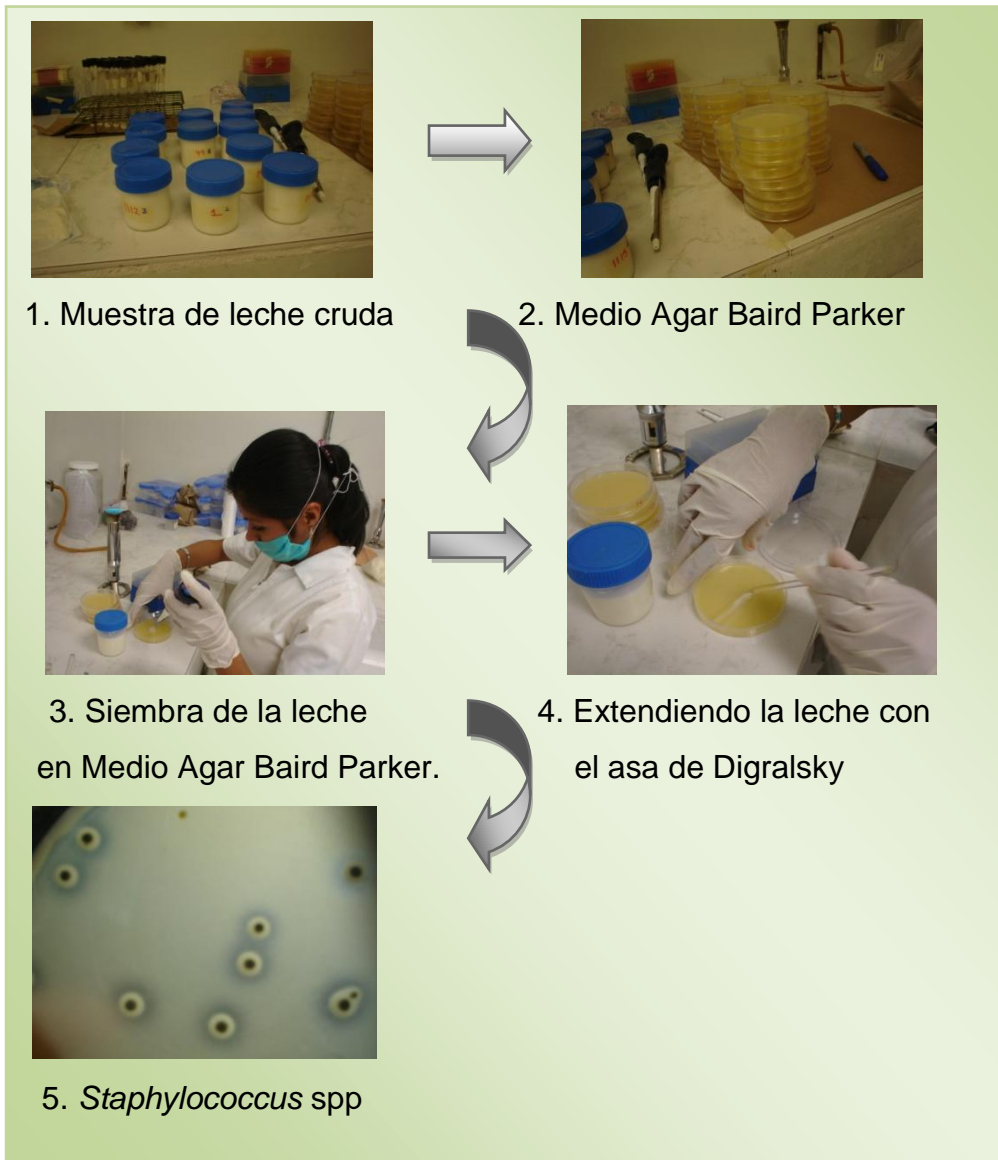 1. Muestra de leche cruda
2. Medio Agar Baird Parker
3. Siembra de la leche
en Medio Agar Baird Parker.
4. Extendiendo la leche con
el asa de Digralsky
5. Staphylococcus spp